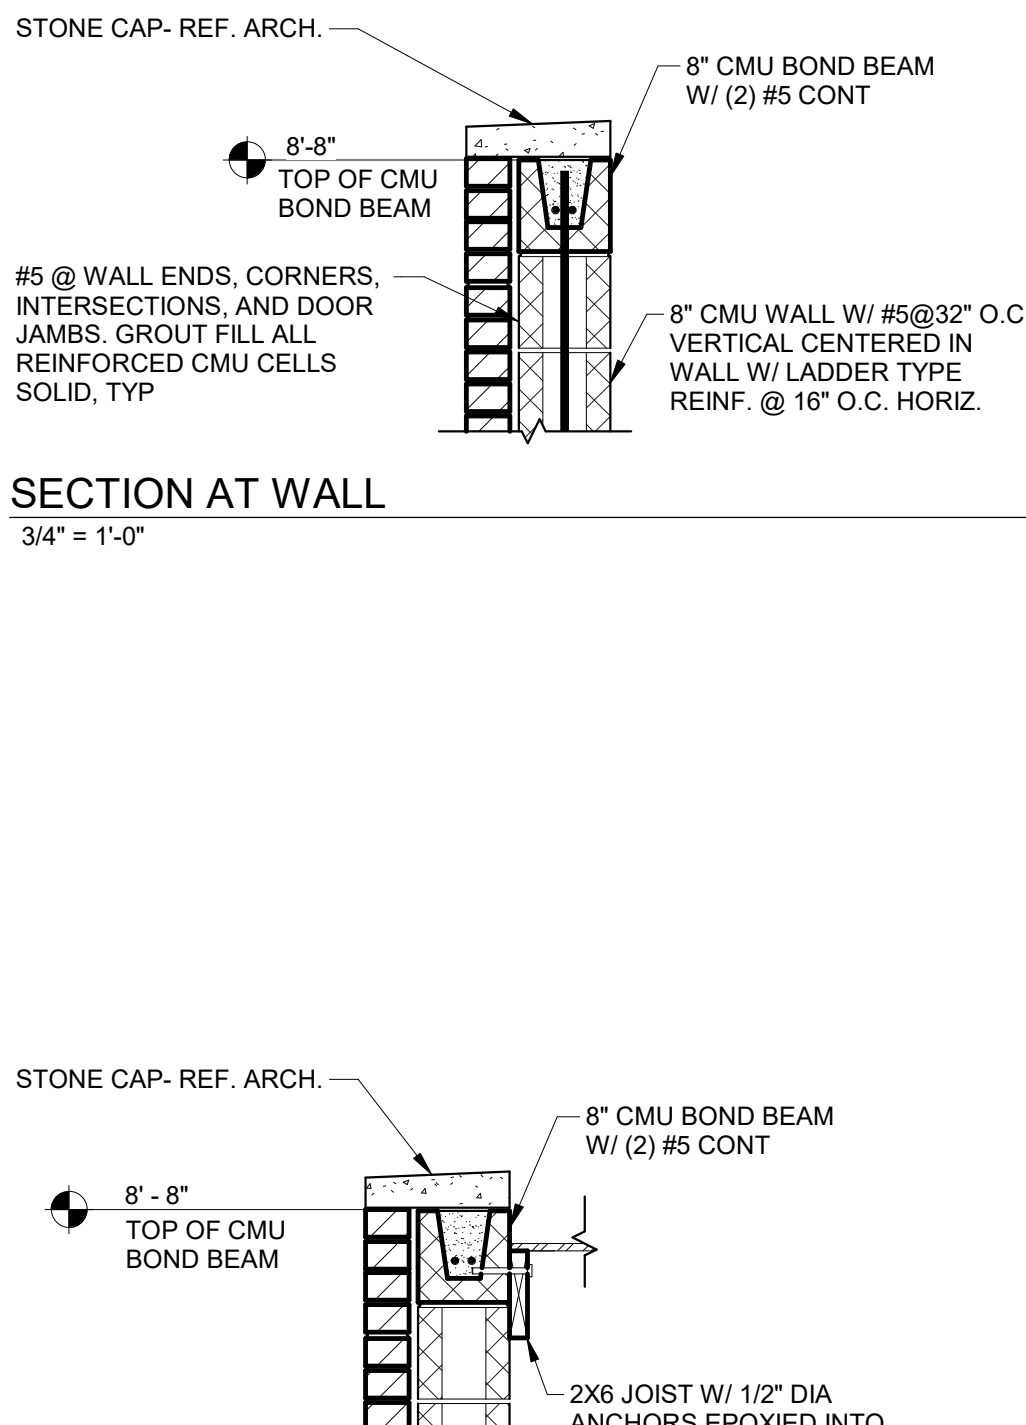 STONE CAP- REF. ARCH.
8" CMU BOND BEAM
W/ (2) #5 CONT
8'-8"
TOP OF CMU
BOND BEAM
#5 @ WALL ENDS, CORNERS,
INTERSECTIONS, AND DOOR
JAMBS. GROUT FILL ALL
REINFORCED CMU CELLS
SOLID, TYP
8" CMU WALL W/ #5@32" O.C
VERTICAL CENTERED IN
WALL W/ LADDER TYPE
REINF. @ 16" O.C. HORIZ.
SECTION AT WALL
3/4" = 1'-0"
STONE CAP- REF. ARCH.
8" CMU BOND BEAM
W/ (2) #5 CONT
8' - 8"
TOP OF CMU
BOND BEAM
2X6 JOIST W/ 1/2" DIA
ANCHORS EPOXIED INTO